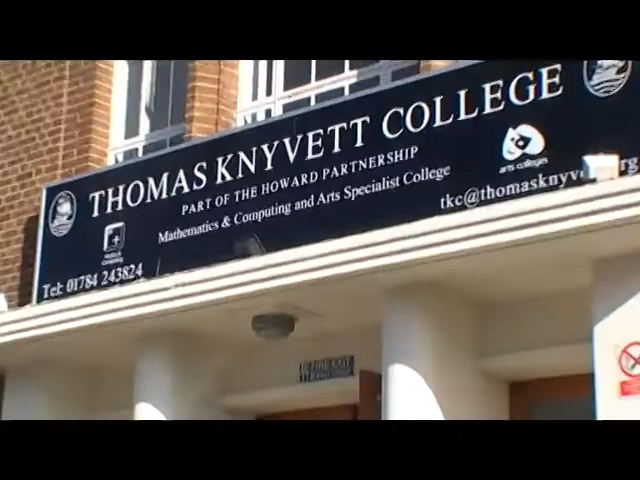 THOMAS KNYVETT COLLEGE
PART OF THE HOWARD PARTNERSHIP
Mathematics & Computing and Arts Specialist College
arts colleges
Tel: 01784 243824